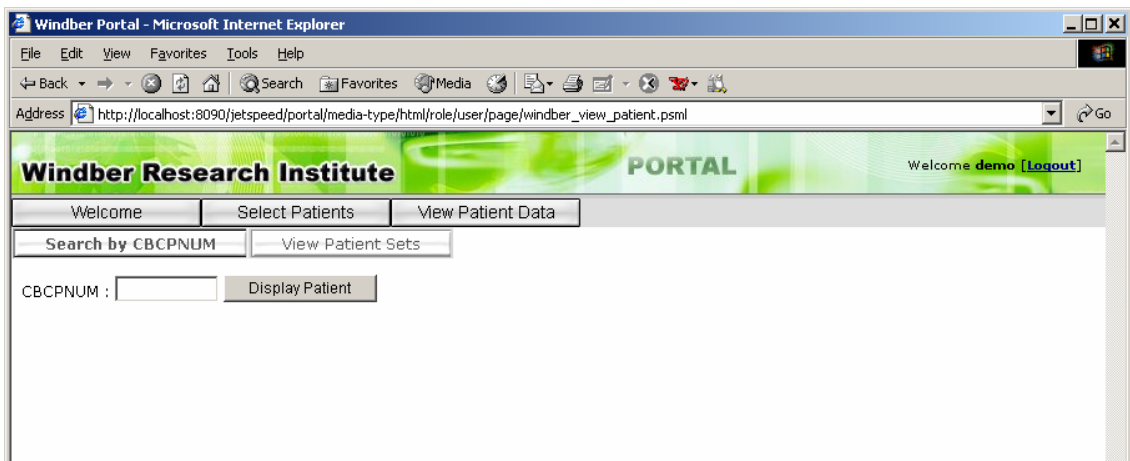 Windber Portal - Microsoft Internet Explorer
File Edit View Favorites Tools Help
Back Search Favorites Media
Address http://localhost:8090/jetspeed/portal/media-type/html/role/user/page/windber_view_patient.psml Go
Windber Research Institute PORTAL Welcome demo [Logout]
Welcome Select Patients View Patient Data
Search by CBCPNUM View Patient Sets
CBCPNUM : Display Patient